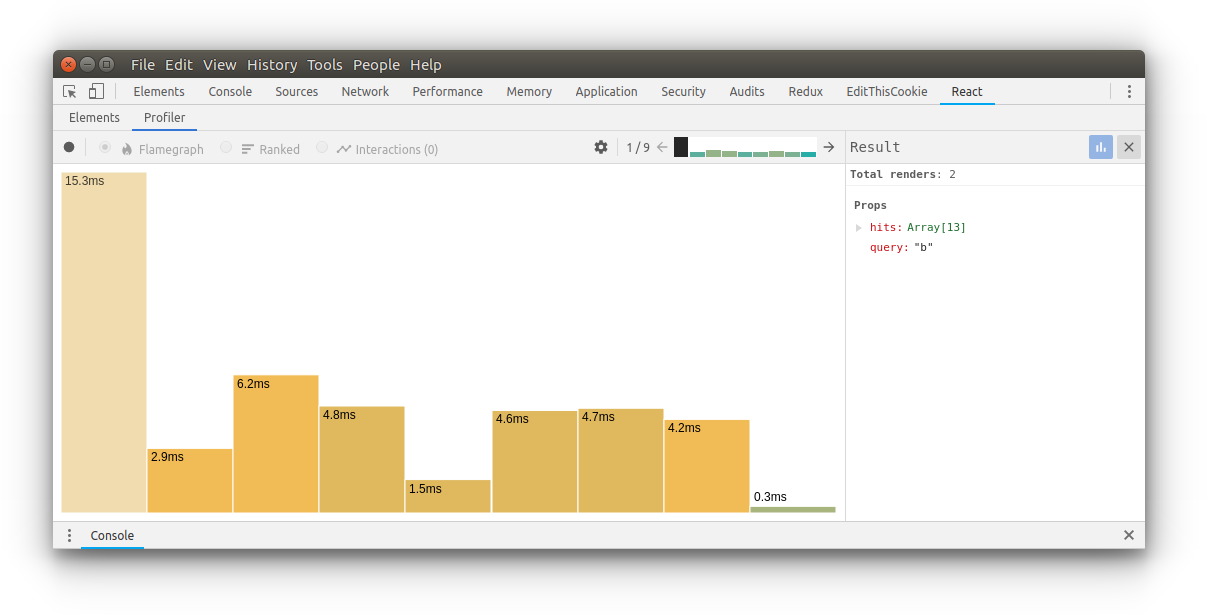 File Edit View History Tools People Help
Elements Console Sources Network Performance Memory Application Security Audits Redux EditThisCookie React
Elements Profiler
Flamegraph Ranked Interactions (0) 1 / 9 Result
Total renders: 2
Props
hits: Array[13]
query: "b"
15.3ms
2.9ms
6.2ms
4.8ms
1.5ms
4.6ms
4.7ms
4.2ms
0.3ms
Console